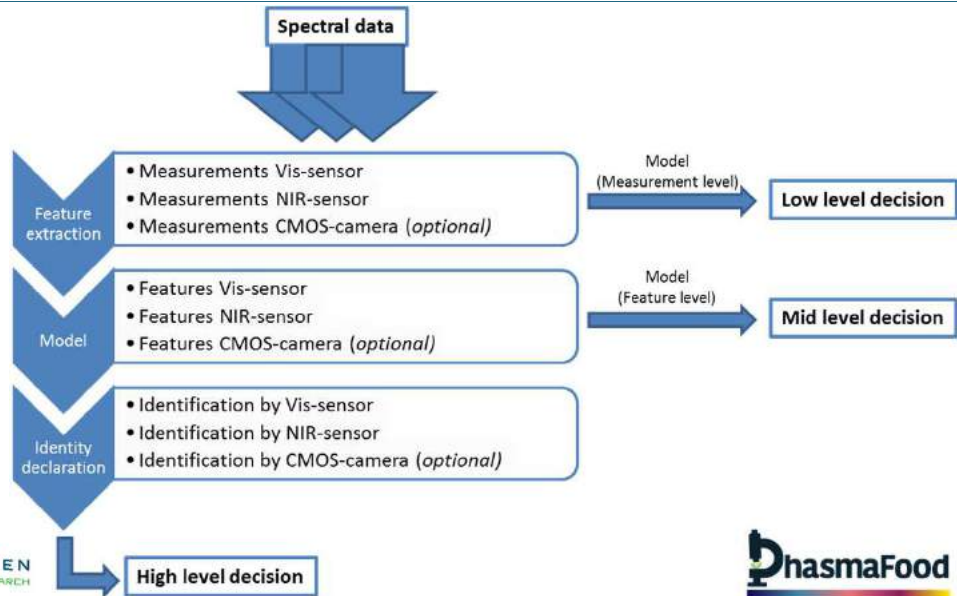 Spectral data
• Measurements Vis-sensor
• Measurements NIR-sensor
• Measurements CMOS-camera (optional)
Feature
extraction
Model
(Measurement level)
Low level decision
• Features Vis-sensor
• Features NIR-sensor
• Features CMOS-camera (optional)
Model
Model
(Feature level)
Mid level decision
• Identification by Vis-sensor
• Identification by NIR-sensor
• Identification by CMOS-camera (optional)
Identity
declaration
High level decision
EN
ARCH
PhasmaFood